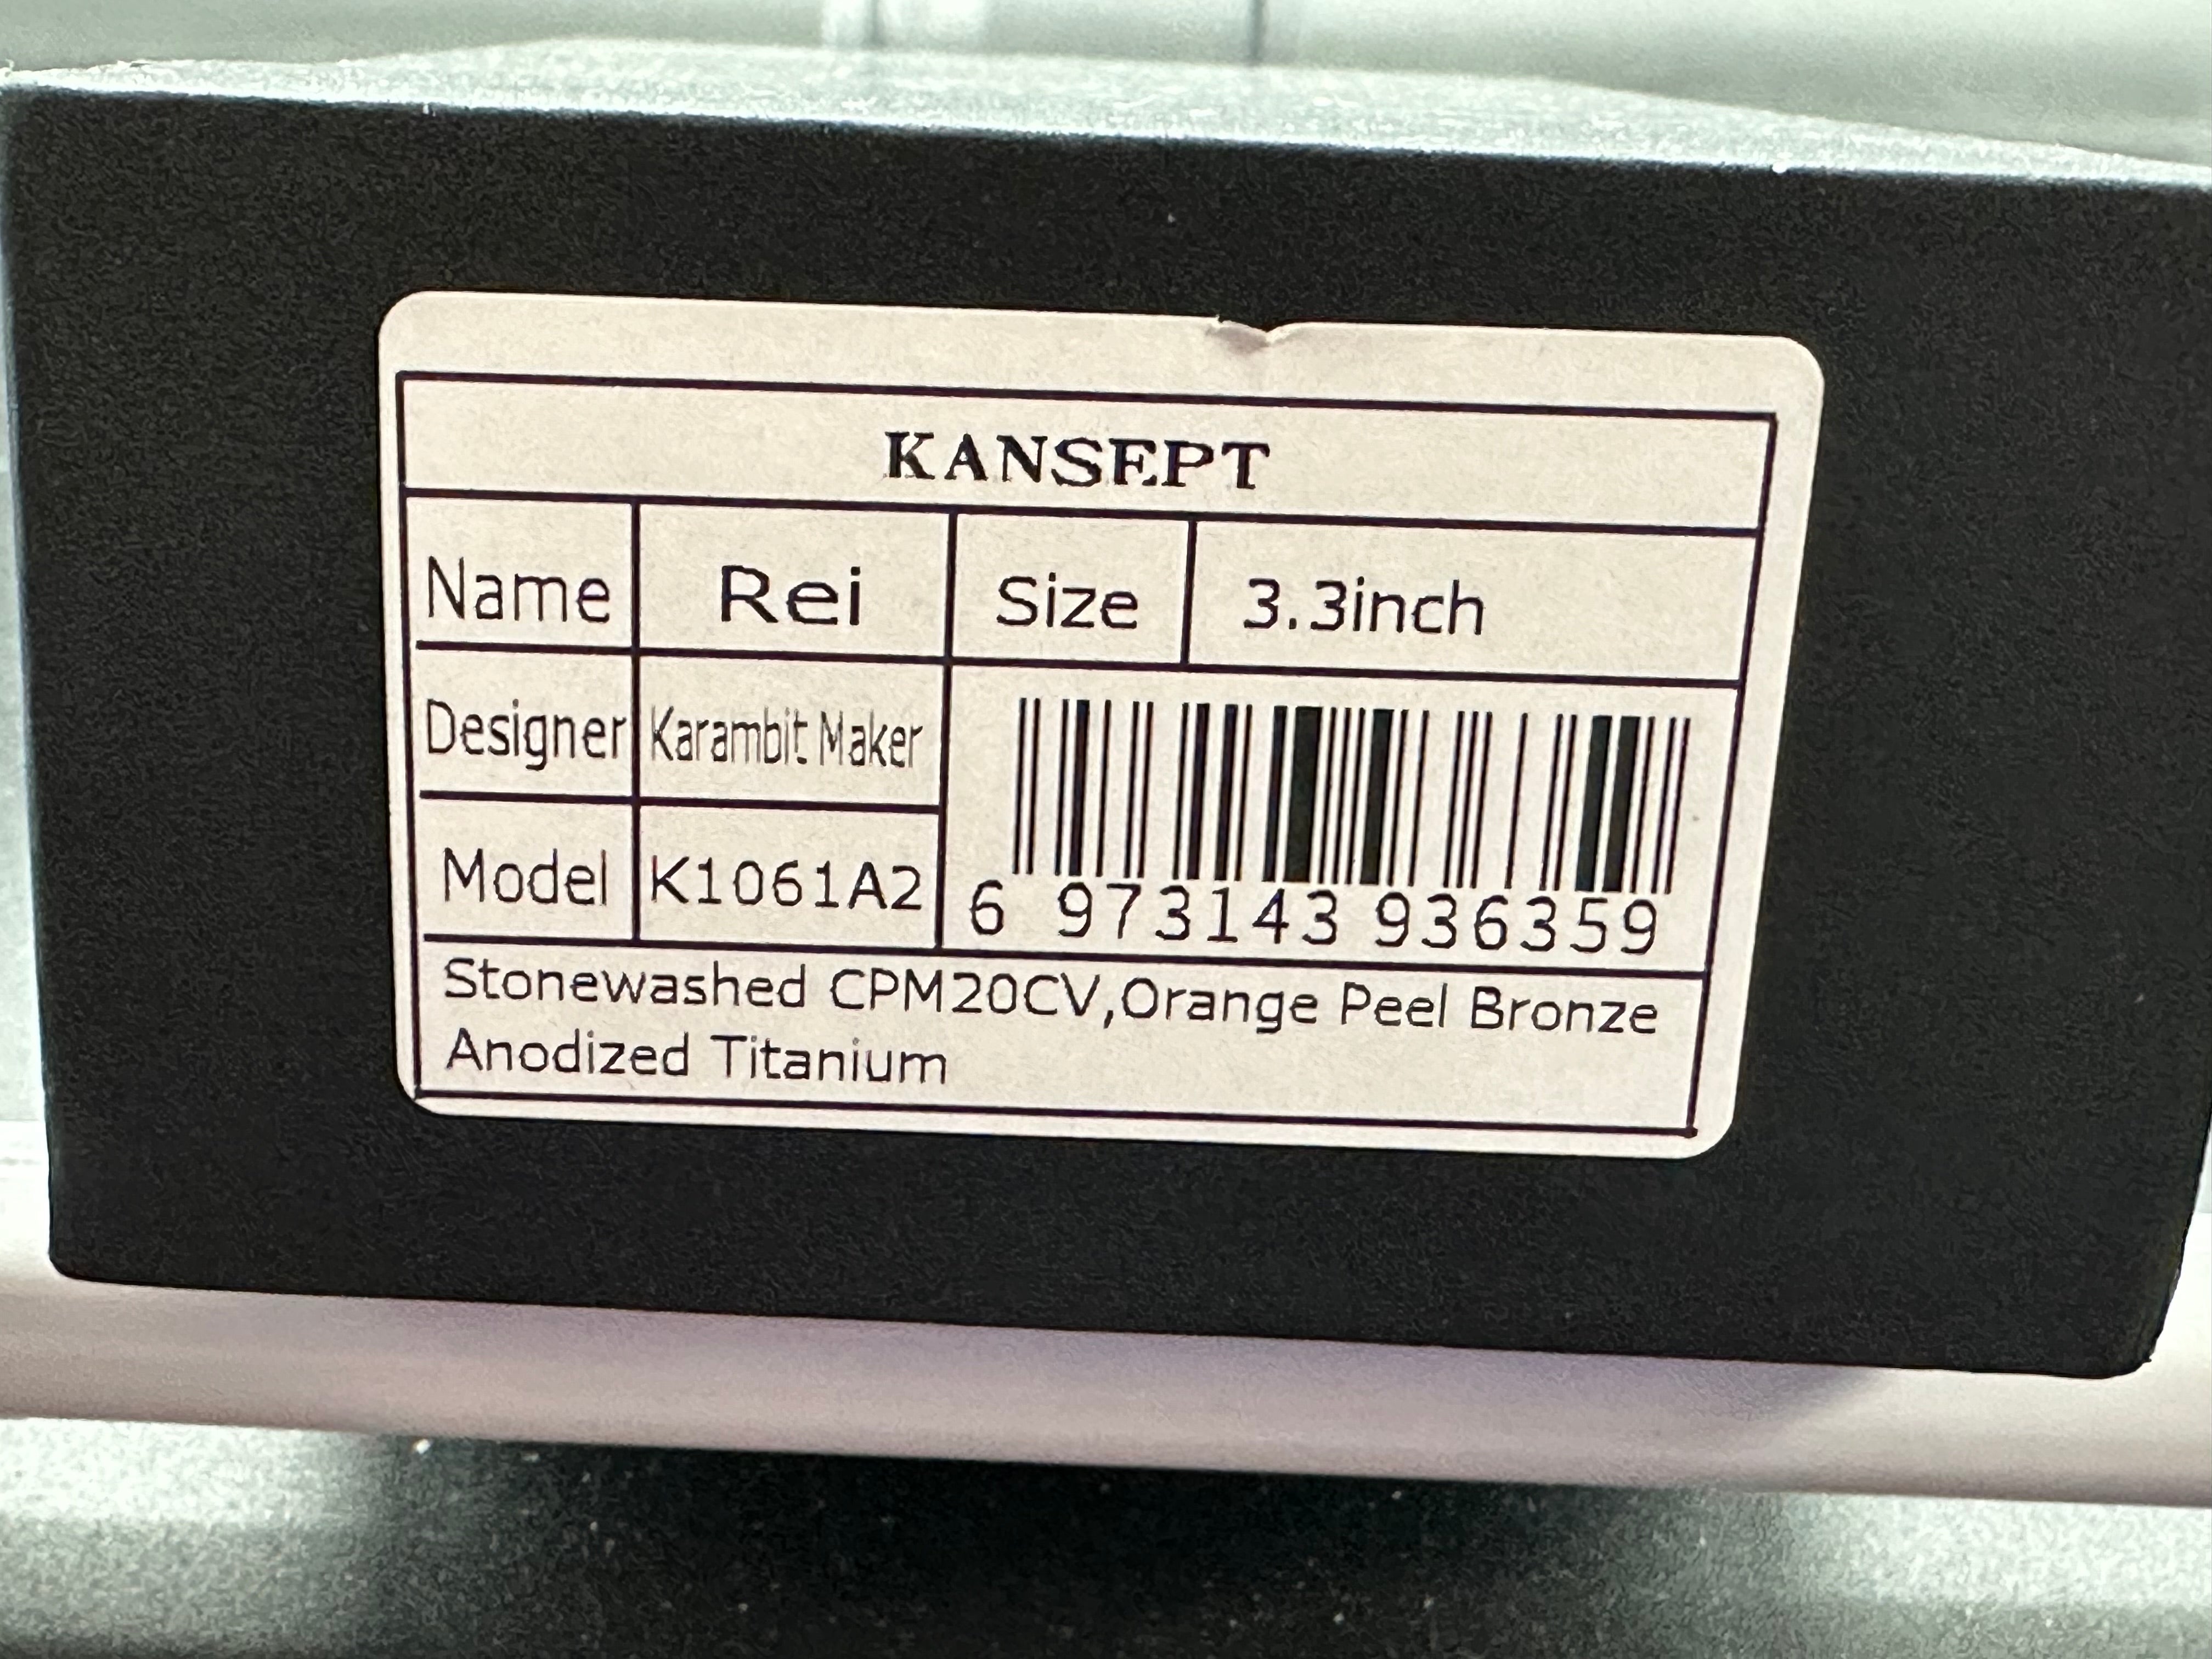 KANSEPT
Name Rei Size 3.3inch
Designer Karambit Maker
Model K1061A2
6 973143 936359
Stonewashed CPM20CV,Orange Peel Bronze
Anodized Titanium